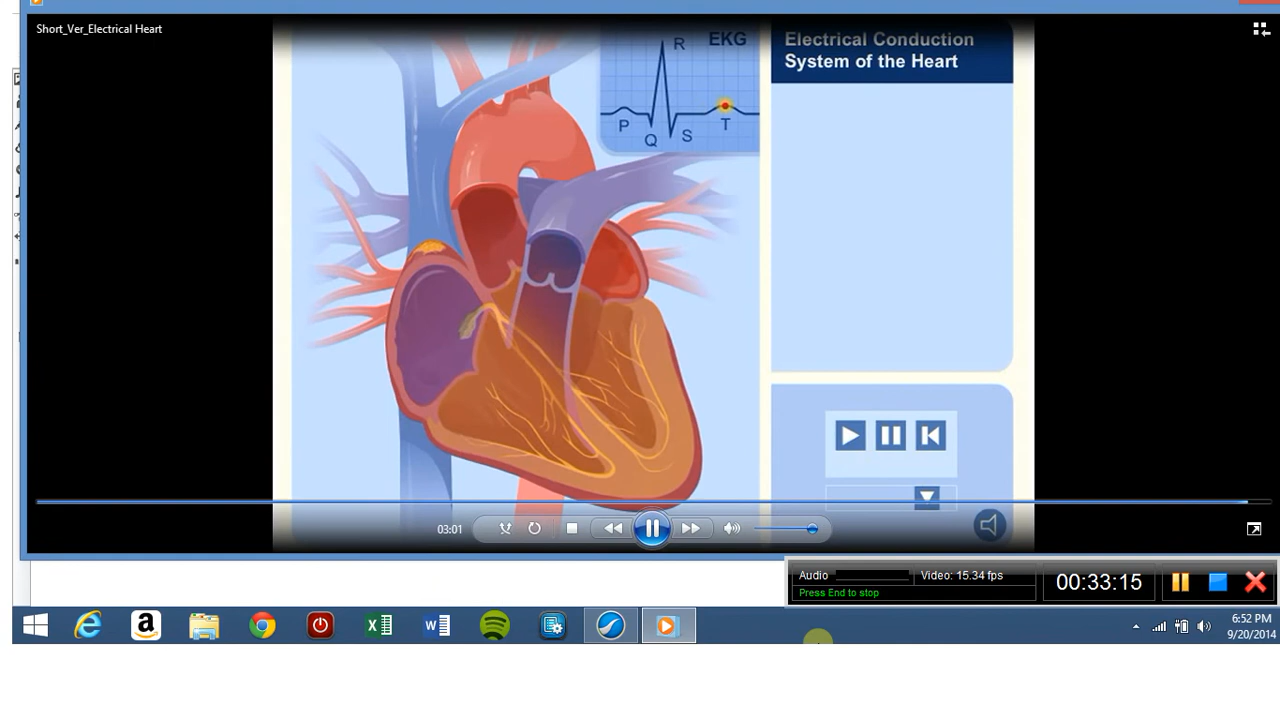 Short_Ver_Electrical Heart
R
EKG
P
Q
S
T
Electrical Conduction
System of the Heart
03:01
Audio
Video: 15.34 fps
Press End to stop
00:33:15
6:52 PM
9/20/2014